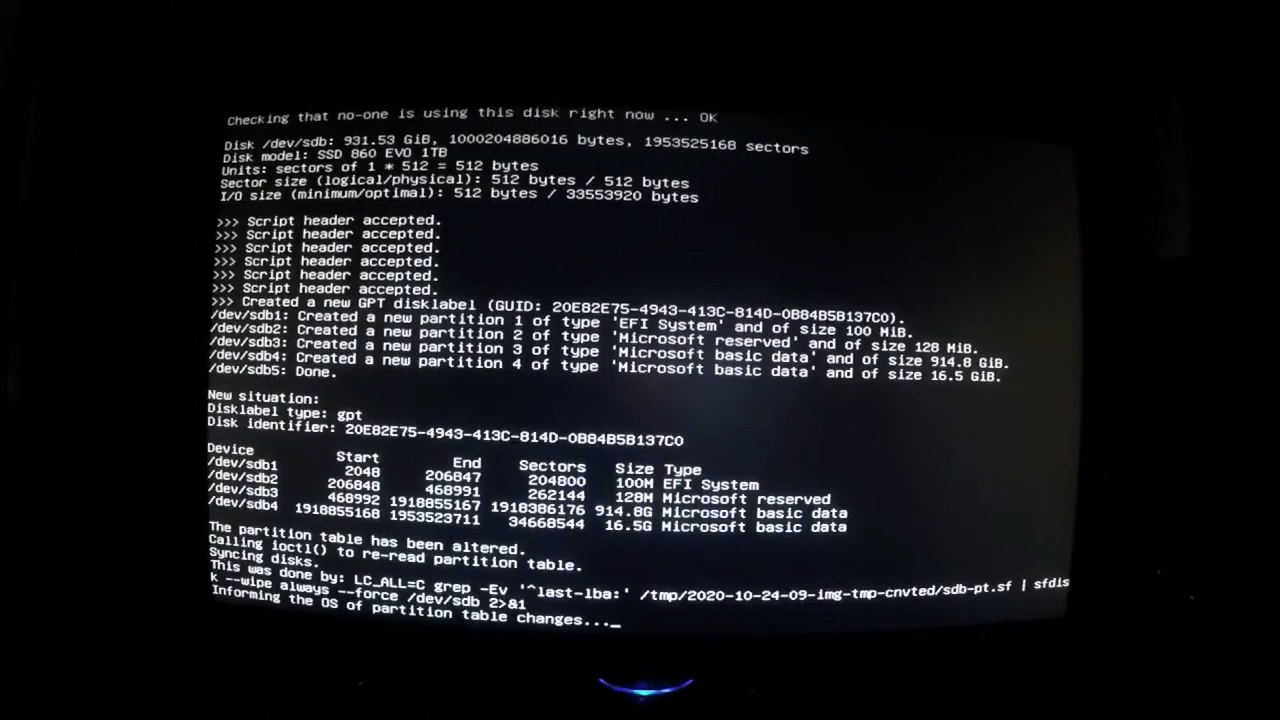 Checking that no-one is using this disk right now ... OK
Disk /dev/sdb: 931.53 GiB, 1000204886016 bytes, 1953525168 sectors
Disk model: SSD 860 EVO 1TB
Units: sectors of 1 * 512 = 512 bytes
Sector size (logical/physical): 512 bytes / 512 bytes
I/O size (minimum/optimal): 512 bytes / 33553920 bytes
>>> Script header accepted.
>>> Script header accepted.
>>> Script header accepted.
>>> Script header accepted.
>>> Script header accepted.
>>> Script header accepted.
>>> Created a new GPT disklabel (GUID: 20E82E75-4943-413C-814D-0B84B5B137C0).
/dev/sdb1: Created a new partition 1 of type 'EFI System' and of size 100 MiB.
/dev/sdb2: Created a new partition 2 of type 'Microsoft reserved' and of size 128 MiB.
/dev/sdb3: Created a new partition 3 of type 'Microsoft basic data' and of size 914.8 GiB.
/dev/sdb4: Created a new partition 4 of type 'Microsoft basic data' and of size 16.5 GiB.
/dev/sdb5: Done.
New situation:
Disklabel type: gpt
Disk identifier: 20E82E75-4943-413C-814D-0B84B5B137C0
Device Start End Sectors Size Type
/dev/sdb1 2048 206847 204800 100M EFI System
/dev/sdb2 206848 468991 262144 128M Microsoft reserved
/dev/sdb3 468992 1918855167 1918386176 914.8G Microsoft basic data
/dev/sdb4 1918855168 1953523711 34668544 16.5G Microsoft basic data
The partition table has been altered.
Calling ioctl() to re-read partition table.
Syncing disks.
This was done by: LC_ALL=C grep -Ev '^last-lba:' /tmp/2020-10-24-09-img-tmp-cnvted/sdb-pt.sf | sfdis
k --wipe always --force /dev/sdb 2>&1
Informing the OS of partition table changes..._